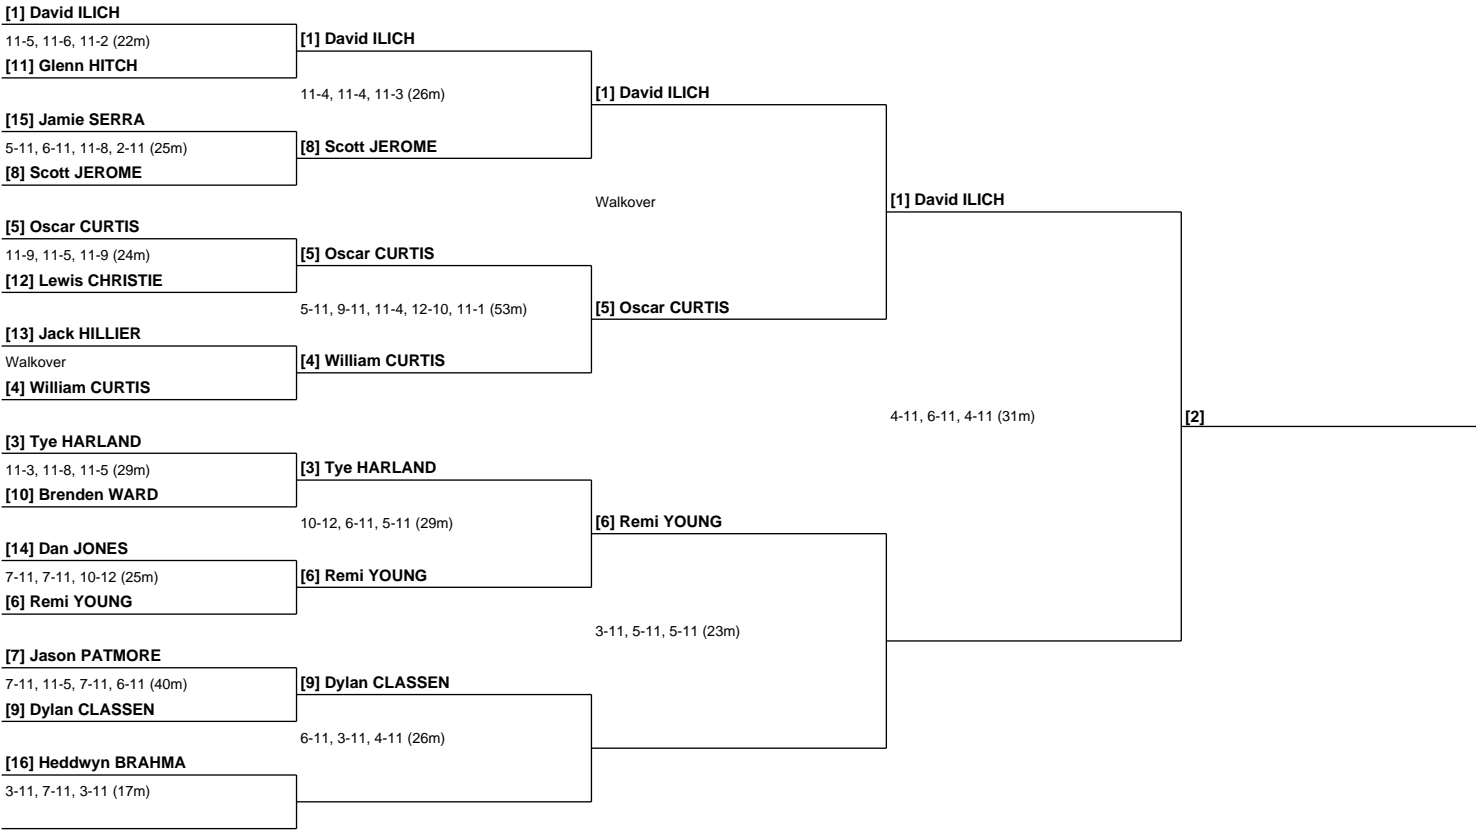 [1] David ILICH
11-5, 11-6, 11-2 (22m)
[11] Glenn HITCH
[15] Jamie SERRA
5-11, 6-11, 11-8, 2-11 (25m)
[8] Scott JEROME
[5] Oscar CURTIS
11-9, 11-5, 11-9 (24m)
[12] Lewis CHRISTIE
[13] Jack HILLIER
Walkover
[4] William CURTIS
[3] Tye HARLAND
11-3, 11-8, 11-5 (29m)
[10] Brenden WARD
[14] Dan JONES
7-11, 7-11, 10-12 (25m)
[6] Remi YOUNG
[7] Jason PATMORE
7-11, 11-5, 7-11, 6-11 (40m)
[9] Dylan CLASSEN
[16] Heddwyn BRAHMA
3-11, 7-11, 3-11 (17m)
[1] David ILICH
11-4, 11-4, 11-3 (26m)
[8] Scott JEROME
[5] Oscar CURTIS
5-11, 9-11, 11-4, 12-10, 11-1 (53m)
[4] William CURTIS
[3] Tye HARLAND
10-12, 6-11, 5-11 (29m)
[6] Remi YOUNG
[9] Dylan CLASSEN
6-11, 3-11, 4-11 (26m)
[1] David ILICH
Walkover
[5] Oscar CURTIS
[6] Remi YOUNG
3-11, 5-11, 5-11 (23m)
[1] David ILICH
4-11, 6-11, 4-11 (31m)
[2]